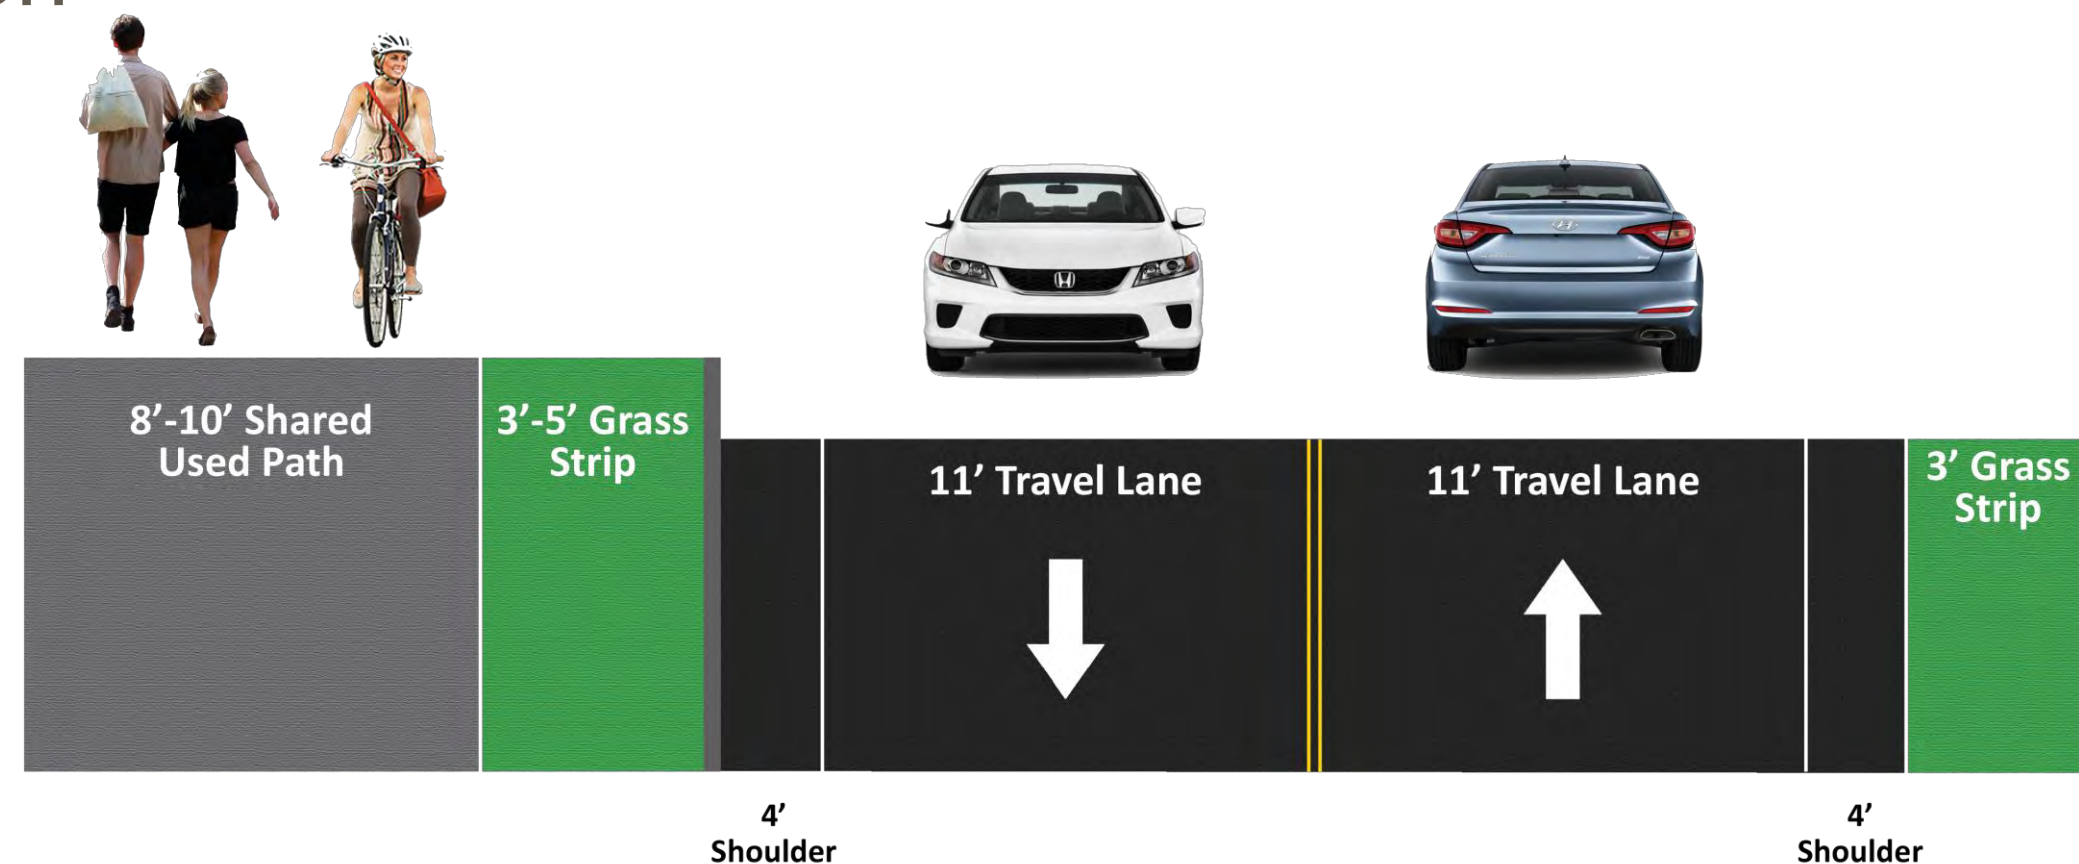 8’-10’ Shared
Used Path
3’-5’ Grass
Strip
11’ Travel Lane
11’ Travel Lane
3’ Grass
Strip
4’
Shoulder
4’
Shoulder